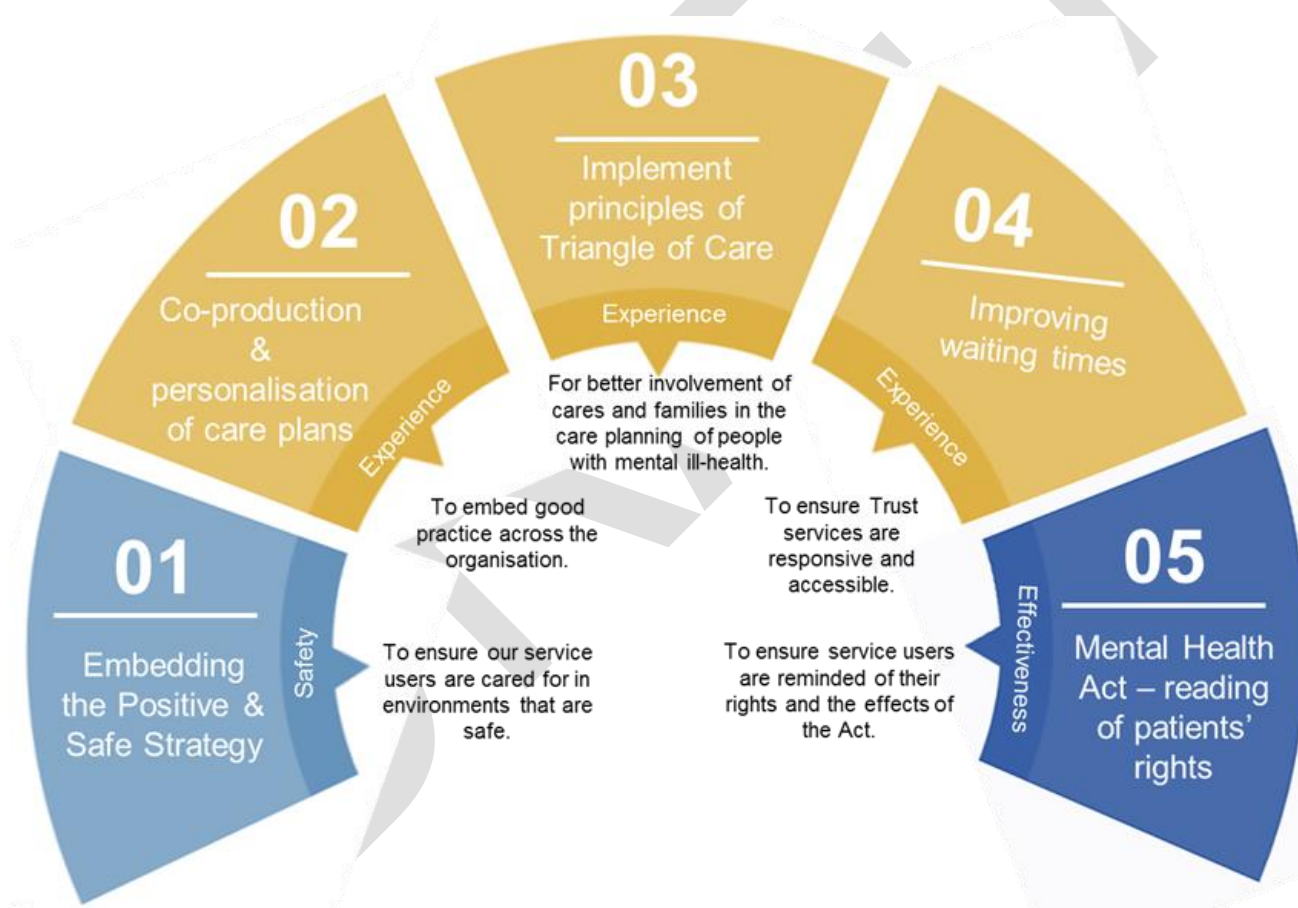 01
Embedding
the Positive &
Safe Strategy
Safety
To ensure our service
users are cared for in
environments that are
safe.
02
Co-production
&
personalisation
of care plans
Experience
To embed good
practice across the
organisation.
03
Implement
principles of
Triangle of Care
Experience
For better involvement of
cares and families in the
care planning of people
with mental ill-health.
04
Improving
waiting times
Experience
To ensure Trust
services are
responsive and
accessible.
05
Mental Health
Act – reading
of patients’
rights
Effectiveness
To ensure service users
are reminded of their
rights and the effects of
the Act.